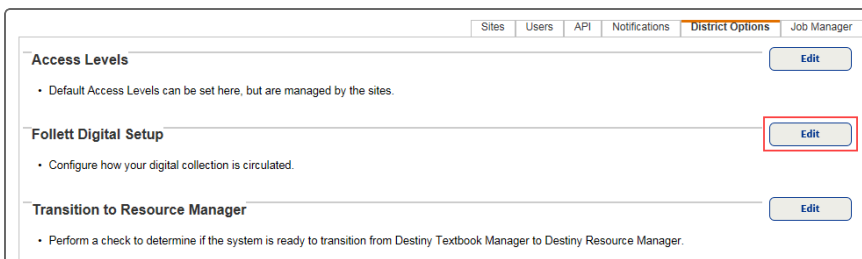 Sites Users API Notifications District Options Job Manager
Access Levels Edit
• Default Access Levels can be set here, but are managed by the sites.
Follett Digital Setup Edit
• Configure how your digital collection is circulated.
Transition to Resource Manager Edit
• Perform a check to determine if the system is ready to transition from Destiny Textbook Manager to Destiny Resource Manager.